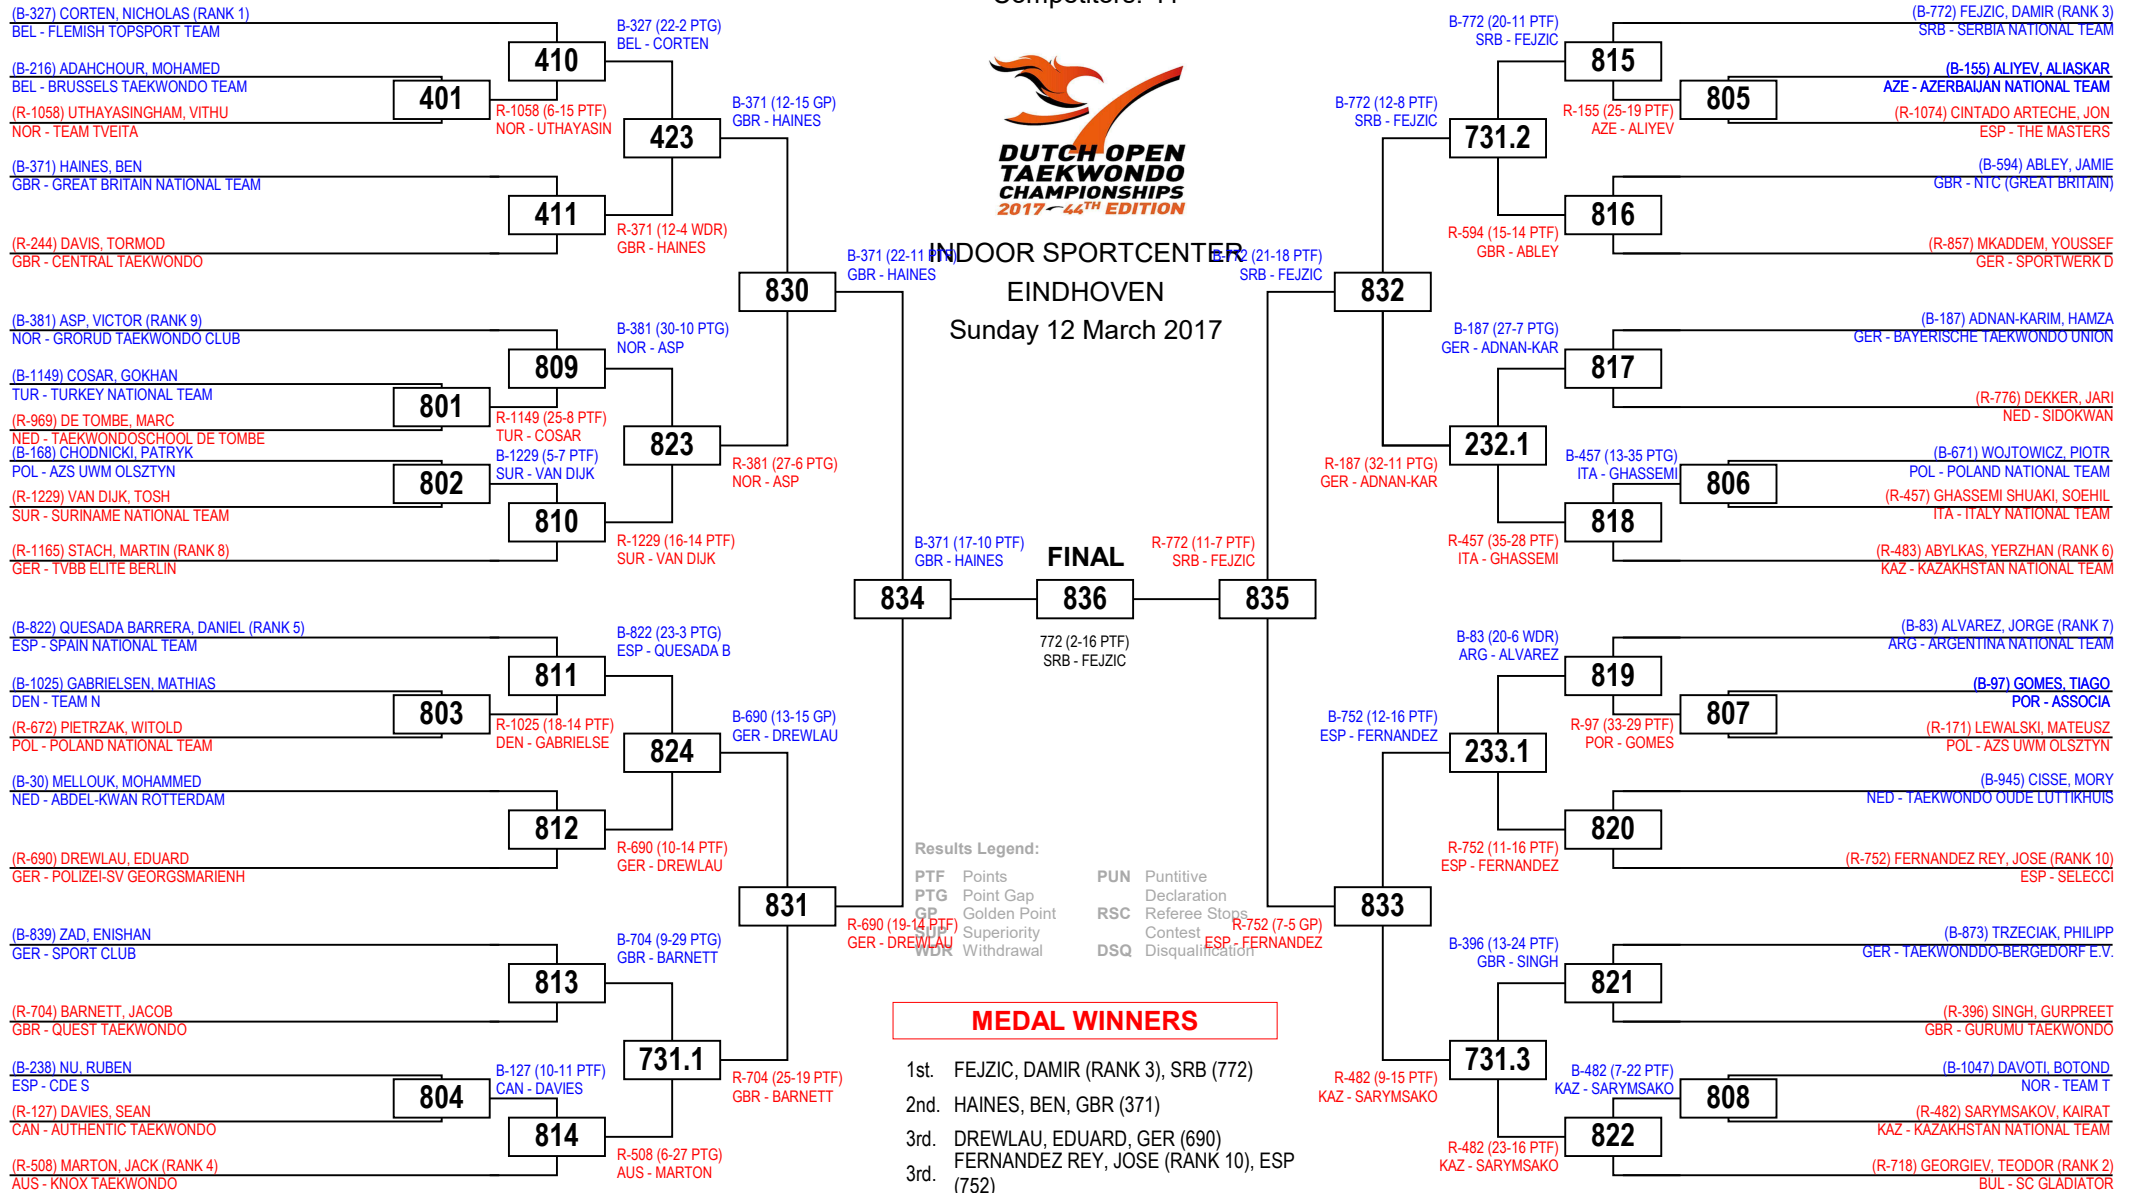 (B-327) CORTEN, NICHOLAS (RANK 1)
BEL - FLEMISH TOPSPORT TEAM
(B-216) ADAHCHOUR, MOHAMED
BEL - BRUSSELS TAEKWONDO TEAM
(R-1058) UTHAYASINGHAM, VITHU
NOR - TEAM TVEITA
(B-371) HAINES, BEN
GBR - GREAT BRITAIN NATIONAL TEAM
(R-244) DAVIS, TORMOD
GBR - CENTRAL TAEKWONDO
(B-381) ASP, VICTOR (RANK 9)
NOR - GRORUD TAEKWONDO CLUB
(B-1149) COSAR, GOKHAN
TUR - TURKEY NATIONAL TEAM
(R-969) DE TOMBE, MARC
NED - TAEKWONDOSCHOOL DE TOMBE
(B-168) CHODNICKI, PATRYK
POL - AZS UWM OLSZTYN
(R-1229) VAN DIJK, TOSH
SUR - SURINAME NATIONAL TEAM
(R-1165) STACH, MARTIN (RANK 8)
GER - TVBB ELITE BERLIN
(B-822) QUESADA BARRERA, DANIEL (RANK 5)
ESP - SPAIN NATIONAL TEAM
(B-1025) GABRIELSEN, MATHIAS
DEN - TEAM N
(R-672) PIETRZAK, WITOLD
POL - POLAND NATIONAL TEAM
(B-30) MELLOUK, MOHAMMED
NED - ABDEL-KWAN ROTTERDAM
(R-690) DREWLAU, EDUARD
GER - POLIZEI-SV GEORGSMARIENH
(B-839) ZAD, ENISHAN
GER - SPORT CLUB
(R-704) BARNETT, JACOB
GBR - QUEST TAEKWONDO
(B-238) NU, RUBEN
ESP - CDE S
(R-127) DAVIES, SEAN
CAN - AUTHENTIC TAEKWONDO
(R-508) MARTON, JACK (RANK 4)
AUS - KNOX TAEKWONDO
401
801
802
803
804
R-1058 (6-15 PTF)
NOR - UTHAYASIN
R-1149 (25-8 PTF)
TUR - COSAR
B-1229 (5-7 PTF)
SUR - VAN DIJK
R-1025 (18-14 PTF)
DEN - GABRIELSE
B-127 (10-11 PTF)
CAN - DAVIES
410
411
809
810
811
812
813
814
B-327 (22-2 PTG)
BEL - CORTEN
R-371 (12-4 WDR)
GBR - HAINES
B-381 (30-10 PTG)
NOR - ASP
R-1229 (16-14 PTF)
SUR - VAN DIJK
B-822 (23-3 PTG)
ESP - QUESADA B
R-690 (10-14 PTF)
GER - DREWLAU
B-704 (9-29 PTG)
GBR - BARNETT
R-508 (6-27 PTG)
AUS - MARTON
423
823
824
731.1
B-371 (12-15 GP)
GBR - HAINES
R-381 (27-6 PTG)
NOR - ASP
B-690 (13-15 GP)
GER - DREWLAU
R-704 (25-19 PTF)
GBR - BARNETT
830
831
B-371 (22-11 PTF)
GBR - HAINES
R-690 (19-14 PTF)
GER - DREWLAU
834
B-371 (17-10 PTF)
GBR - HAINES
DUTCH OPEN
TAEKWONDO
CHAMPIONSHIPS
2017 44TH EDITION
INDOOR SPORTCENTER
EINDHOVEN
Sunday 12 March 2017
FINAL
836
772 (2-16 PTF)
SRB - FEJZIC
R-772 (11-7 PTF)
SRB - FEJZIC
835
B-772 (21-18 PTF)
SRB - FEJZIC
R-752 (7-5 GP)
ESP - FERNANDEZ
832
833
B-772 (12-8 PTF)
SRB - FEJZIC
R-187 (32-11 PTG)
GER - ADNAN-KAR
B-752 (12-16 PTF)
ESP - FERNANDEZ
R-482 (9-15 PTF)
KAZ - SARYMSAKO
731.2
232.1
233.1
731.3
B-772 (20-11 PTF)
SRB - FEJZIC
R-594 (15-14 PTF)
GBR - ABLEY
B-187 (27-7 PTG)
GER - ADNAN-KAR
R-457 (35-28 PTF)
ITA - GHASSEMI
B-83 (20-6 WDR)
ARG - ALVAREZ
R-752 (11-16 PTF)
ESP - FERNANDEZ
B-396 (13-24 PTF)
GBR - SINGH
R-482 (23-16 PTF)
KAZ - SARYMSAKO
815
816
817
818
819
820
821
822
R-155 (25-19 PTF)
AZE - ALIYEV
B-457 (13-35 PTG)
ITA - GHASSEMI
R-97 (33-29 PTF)
POR - GOMES
B-482 (7-22 PTF)
KAZ - SARYMSAKO
805
806
807
808
(B-772) FEJZIC, DAMIR (RANK 3)
SRB - SERBIA NATIONAL TEAM
(B-155) ALIYEV, ALIASKAR
AZE - AZERBAIJAN NATIONAL TEAM
(R-1074) CINTADO ARTECHE, JON
ESP - THE MASTERS
(B-594) ABLEY, JAMIE
GBR - NTC (GREAT BRITAIN)
(R-857) MKADDEM, YOUSSEF
GER - SPORTWERK D
(B-187) ADNAN-KARIM, HAMZA
GER - BAYERISCHE TAEKWONDO UNION
(R-776) DEKKER, JARI
NED - SIDOKWAN
(B-671) WOJTOWICZ, PIOTR
POL - POLAND NATIONAL TEAM
(R-457) GHASSEMI SHUAKI, SOEHIL
ITA - ITALY NATIONAL TEAM
(R-483) ABYLKAS, YERZHAN (RANK 6)
KAZ - KAZAKHSTAN NATIONAL TEAM
(B-83) ALVAREZ, JORGE (RANK 7)
ARG - ARGENTINA NATIONAL TEAM
(B-97) GOMES, TIAGO
POR - ASSOCIA
(R-171) LEWALSKI, MATEUSZ
POL - AZS UWM OLSZTYN
(B-945) CISSE, MORY
NED - TAEKWONDO OUDE LUTTIKHUIS
(R-752) FERNANDEZ REY, JOSE (RANK 10)
ESP - SELECCI
(B-873) TRZECIAK, PHILIPP
GER - TAEKWONDDO-BERGEDORF E.V.
(R-396) SINGH, GURPREET
GBR - GURUMU TAEKWONDO
(B-1047) DAVOTI, BOTOND
NOR - TEAM T
(R-482) SARYMSAKOV, KAIRAT
KAZ - KAZAKHSTAN NATIONAL TEAM
(R-718) GEORGIEV, TEODOR (RANK 2)
BUL - SC GLADIATOR
Results Legend:
PTF Points
PTG Point Gap
GP Golden Point
SUP Superiority
WDR Withdrawal
PUN Puntitive
Declaration
RSC Referee Stops
Contest
DSQ Disqualification
MEDAL WINNERS
1st. FEJZIC, DAMIR (RANK 3), SRB (772)
2nd. HAINES, BEN, GBR (371)
3rd. DREWLAU, EDUARD, GER (690)
3rd. FERNANDEZ REY, JOSE (RANK 10), ESP
(752)